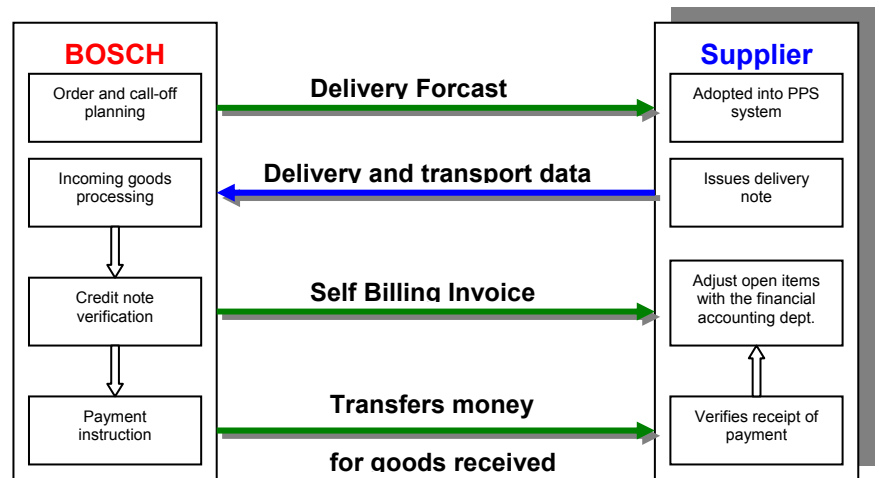 BOSCH
Supplier
Order and call-off
planning
Delivery Forcast
Adopted into PPS
system
Incoming goods
processing
Delivery and transport data
Issues delivery
note
Credit note
verification
Self Billing Invoice
Adjust open items
with the financial
accounting dept.
Payment
instruction
Transfers money
for goods received
Verifies receipt of
payment